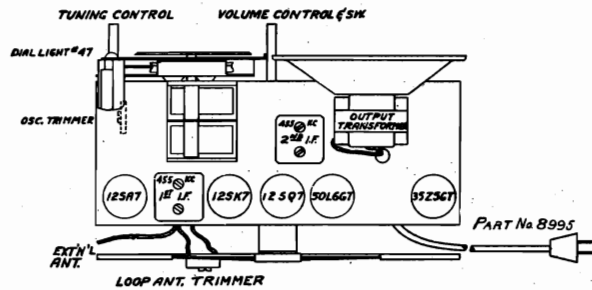 TUNING CONTROL
VOLUME CONTROL & SW.
DIAL LIGHT #47
OSC. TRIMMER
455 KC
2ND I.F.
OUTPUT
TRANSFORMER
12SA7
455 KC
1ST I.F.
12SK7
12SQ7
50L6GT
35Z5GT
PART No 8995
EXT'N'L
ANT.
LOOP ANT. TRIMMER